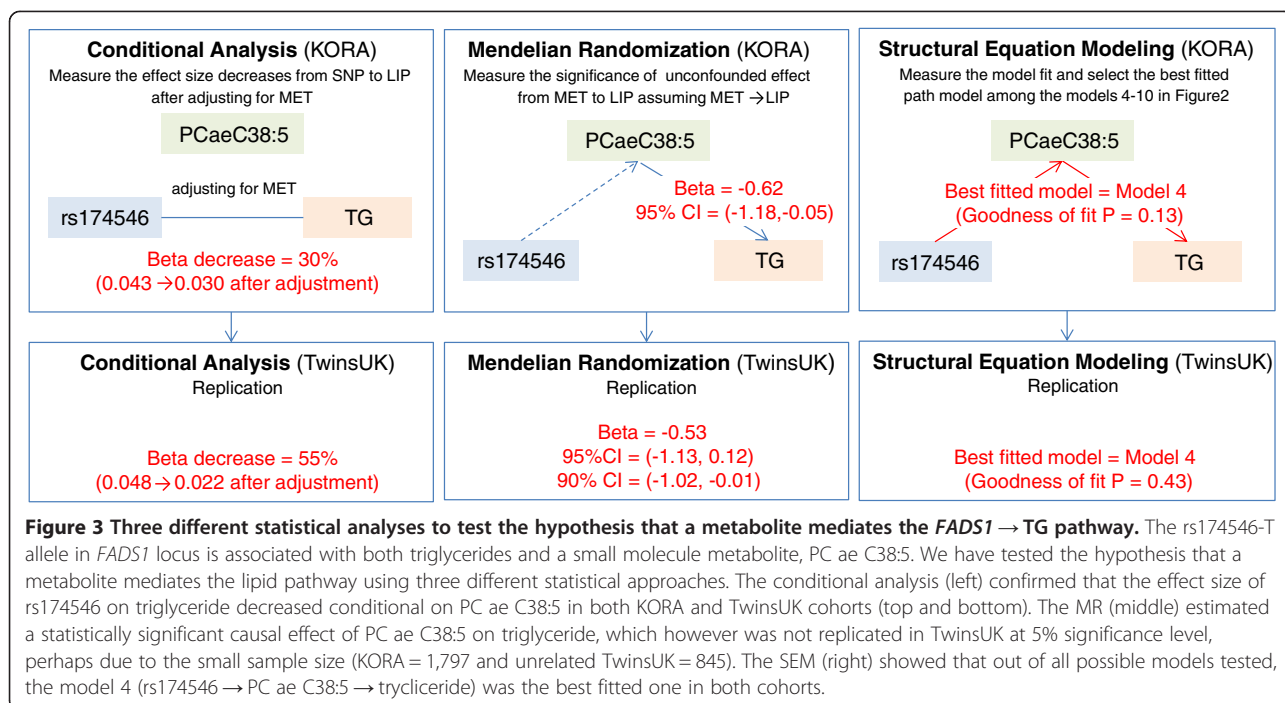 Conditional Analysis (KORA)
Measure the effect size decreases from SNP to LIP
after adjusting for MET
PCaeC38:5
adjusting for MET
rs174546
TG
Beta decrease = 30%
(0.043 →0.030 after adjustment)
Mendelian Randomization (KORA)
Measure the significance of unconfounded effect
from MET to LIP assuming MET →LIP
PCaeC38:5
Beta = -0.62
95% CI = (-1.18,-0.05)
rs174546
TG
Structural Equation Modeling (KORA)
Measure the model fit and select the best fitted
path model among the models 4-10 in Figure2
PCaeC38:5
Best fitted model = Model 4
(Goodness of fit P = 0.13)
rs174546
TG
Conditional Analysis (TwinsUK)
Replication
Beta decrease = 55%
(0.048→0.022 after adjustment)
Mendelian Randomization (TwinsUK)
Replication
Beta = -0.53
95%CI = (-1.13, 0.12)
90% CI = (-1.02, -0.01)
Structural Equation Modeling (TwinsUK)
Replication
Best fitted model = Model 4
(Goodness of fit P = 0.43)
Figure 3 Three different statistical analyses to test the hypothesis that a metabolite mediates the FADS1 → TG pathway. The rs174546-T
allele in FADS1 locus is associated with both triglycerides and a small molecule metabolite, PC ae C38:5. We have tested the hypothesis that a
metabolite mediates the lipid pathway using three different statistical approaches. The conditional analysis (left) confirmed that the effect size of
rs174546 on triglyceride decreased conditional on PC ae C38:5 in both KORA and TwinsUK cohorts (top and bottom). The MR (middle) estimated
a statistically significant causal effect of PC ae C38:5 on triglyceride, which however was not replicated in TwinsUK at 5% significance level,
perhaps due to the small sample size (KORA = 1,797 and unrelated TwinsUK = 845). The SEM (right) showed that out of all possible models tested,
the model 4 (rs174546 → PC ae C38:5 → trycliceride) was the best fitted one in both cohorts.